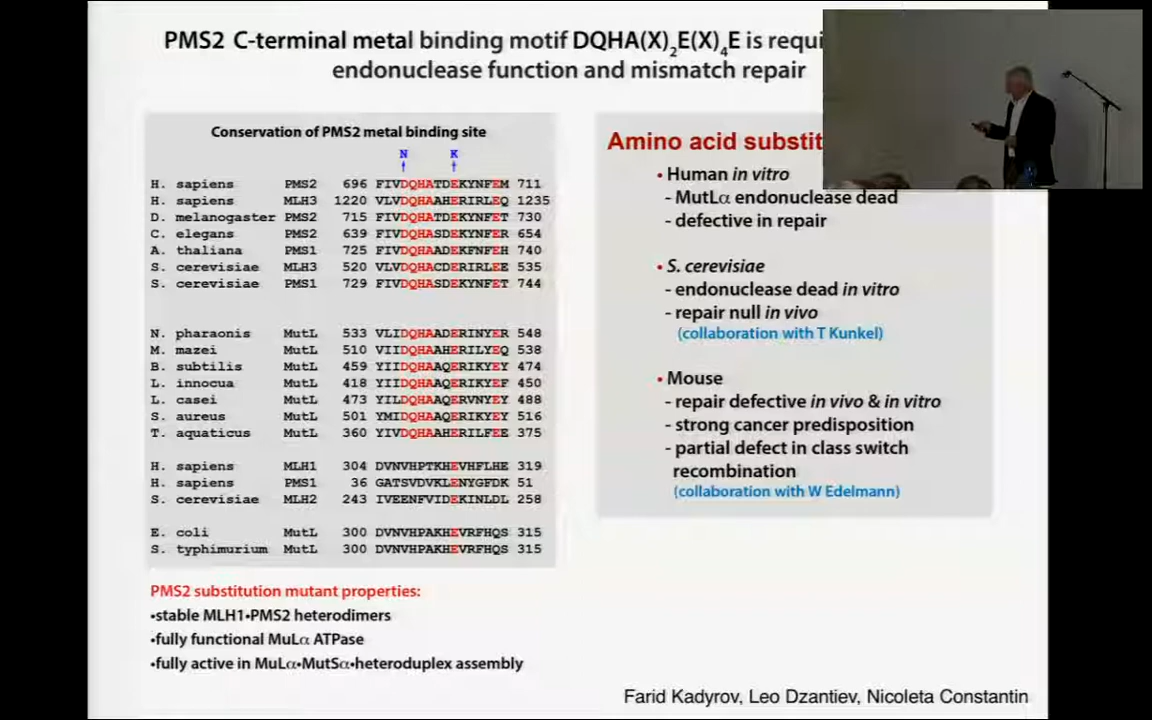 PMS2 C-terminal metal binding motif DQHA(X)2E(X)4E is requi
endonuclease function and mismatch repair
Conservation of PMS2 metal binding site
N K
H. sapiens PMS2 696 FIVDQHATDEKYNFEM 711
H. sapiens MLH3 1220 VLVDQHAAHERIRLEQ 1235
D. melanogaster PMS2 715 FIVDQHATDEKYNFET 730
C. elegans PMS2 639 FIVDQHASDEKYNFER 654
A. thaliana PMS1 725 FIVDQHAADEKFNFEH 740
S. cerevisiae MLH3 520 VLVDQHACDERIRLEE 535
S. cerevisiae PMS1 729 FIVDQHASDEKYNFET 744
N. pharaonis MutL 533 VLIDQHAADERINYER 548
M. mazei MutL 510 VIIDQHAAHERILYEQ 538
B. subtilis MutL 459 YIIDQHAAQERIKYEY 474
L. innocua MutL 418 YIIDQHAAQERIKYEF 450
L. casei MutL 473 YILDQHAAQERVNYEY 488
S. aureus MutL 501 YMIDQHAAQERIKYEY 516
T. aquaticus MutL 360 YIVDQHAAHERILFEE 375
H. sapiens MLH1 304 DVNVHPTKHEVHFLHE 319
H. sapiens PMS1 36 GATSVDVKLENYGFDK 51
S. cerevisiae MLH2 243 IVEENFVIDEKINLDL 258
E. coli MutL 300 DVNVHPAKHEVRFHQS 315
S. typhimurium MutL 300 DVNVHPAKHEVRFHQS 315
PMS2 substitution mutant properties:
•stable MLH1•PMS2 heterodimers
•fully functional MuLα ATPase
•fully active in MuLα•MutSα•heteroduplex assembly
Amino acid substit
• Human in vitro
- MutLα endonuclease dead
- defective in repair
• S. cerevisiae
- endonuclease dead in vitro
- repair null in vivo
(collaboration with T Kunkel)
• Mouse
- repair defective in vivo & in vitro
- strong cancer predisposition
- partial defect in class switch
recombination
(collaboration with W Edelmann)
Farid Kadyrov, Leo Dzantiev, Nicoleta Constantin